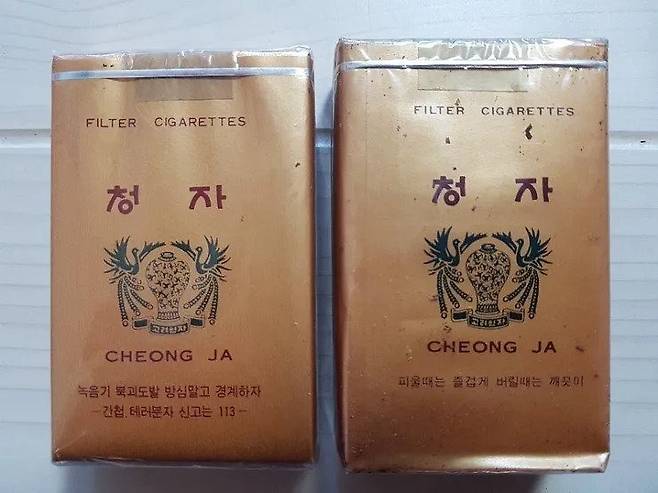 FILTER CIGARETTES
청 자
고려청자
CHEONG JA
녹음기 북괴도발 방심말고 경계하자
—간첩, 테러분자 신고는 113—
FILTER CIGARETTES
청 자
고려청자
CHEONG JA
피울때는 즐겁게 버릴때는 깨끗이